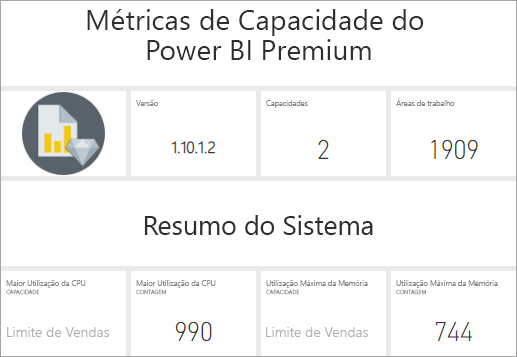 Métricas de Capacidade do
Power BI Premium
Versão
Capacidades
Áreas de trabalho
1.10.1.2
2
1909
Resumo do Sistema
Maior Utilização da CPU
CAPACIDADE
Limite de Vendas
Maior Utilização da CPU
CONTAGEM
990
Utilização Máxima da Memória
CAPACIDADE
Limite de Vendas
Utilização Máxima da Memória
CONTAGEM
744